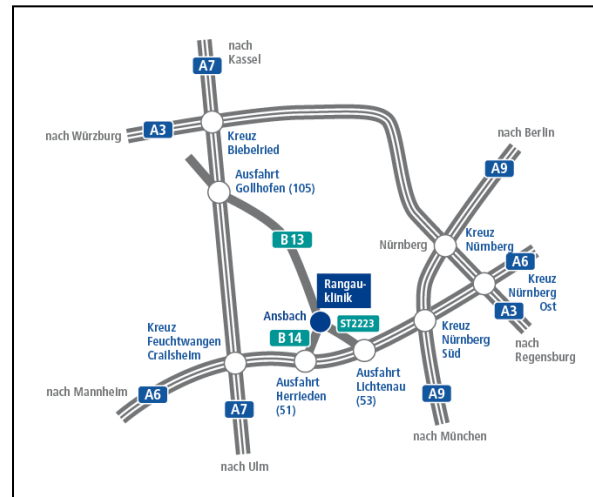 nach
Kassel
A7
nach Würzburg
A3
Kreuz
Biebelried
nach Berlin
A9
Ausfahrt
Gollhofen (105)
B 13
Nürnberg
Kreuz
Nürnberg
A6
Rangau-
klinik
Kreuz
Nürnberg
Ost
Ansbach
ST2223
A3
B 14
Kreuz
Feuchtwangen
Crailsheim
Kreuz
Nürnberg
Süd
nach
Regensburg
Ausfahrt
Herrieden
(51)
Ausfahrt
Lichtenau
(53)
nach Mannheim
A6
A7
A9
nach München
nach Ulm